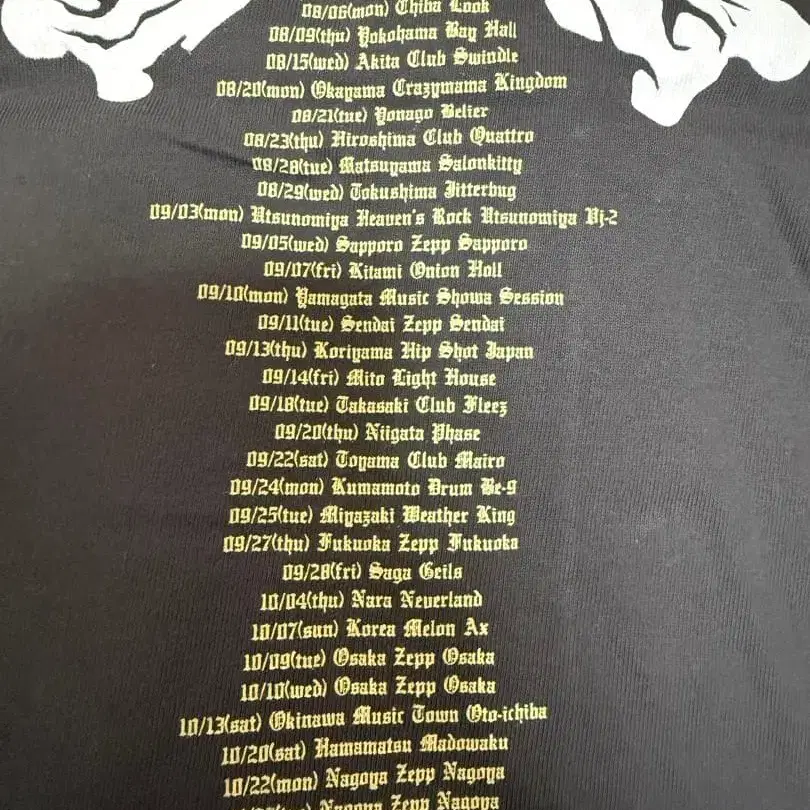 08/06(mon) Chiba Look
08/09(thu) Yokohama Bay Hall
08/15(wed) Akita Club Swindle
08/20(mon) Okayama Crazymama Kingdom
08/21(tue) Yonago Belier
08/23(thu) Hiroshima Club Quattro
08/28(tue) Matsuyama Salonkitty
08/29(wed) Tokushima Jitterbug
09/03(mon) Utsunomiya Heaven's Rock Utsunomiya Vj-2
09/05(wed) Sapporo Zepp Sapporo
09/07(fri) Kitami Onion Holl
09/10(mon) Yamagata Music Showa Session
09/11(tue) Sendai Zepp Sendai
09/13(thu) Koriyama Hip Shot Japan
09/14(fri) Mito Light House
09/18(tue) Takasaki Club Fleez
09/20(thu) Niigata Phase
09/22(sat) Toyama Club Mairo
09/24(mon) Kumamoto Drum Be-9
09/25(tue) Miyazaki Weather King
09/27(thu) Fukuoka Zepp Fukuoka
09/28(fri) Saga Geils
10/04(thu) Nara Neverland
10/07(sun) Korea Melon Ax
10/09(tue) Osaka Zepp Osaka
10/10(wed) Osaka Zepp Osaka
10/13(sat) Okinawa Music Town Oto-ichiba
10/20(sat) Hamamatsu Madowaku
10/22(mon) Nagoya Zepp Nagoya
Nagoya Zepp Nagoya